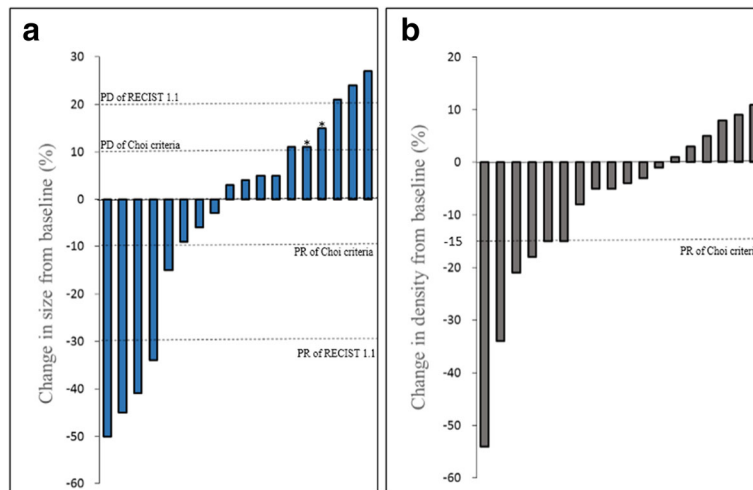 a
Change in size from baseline (%)
30
20
10
0
-10
-20
-30
-40
-50
-60
PD of RECIST 1.1
PD of Choi criteria
*
*
PR of Choi criteria
PR of RECIST 1.1
b
Change in density from baseline (%)
20
10
0
-10
-15
-20
-30
-40
-50
-60
PR of Choi criteria